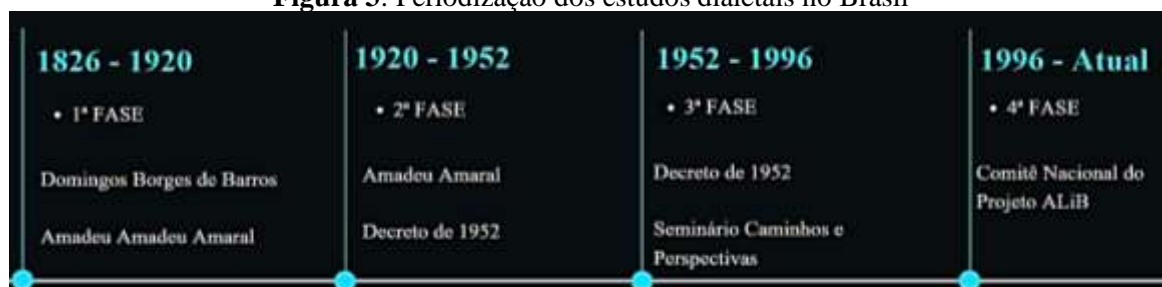 Figura 3. Periodização dos estudos dialetais no Brasil
1826 - 1920
• 1ª FASE
Domingos Borges de Barros
Amadeu Amadeu Amaral
1920 - 1952
• 2ª FASE
Amadeu Amaral
Decreto de 1952
1952 - 1996
• 3ª FASE
Decreto de 1952
Seminário Caminhos e
Perspectivas
1996 - Atual
• 4ª FASE
Comitê Nacional do
Projeto ALiB